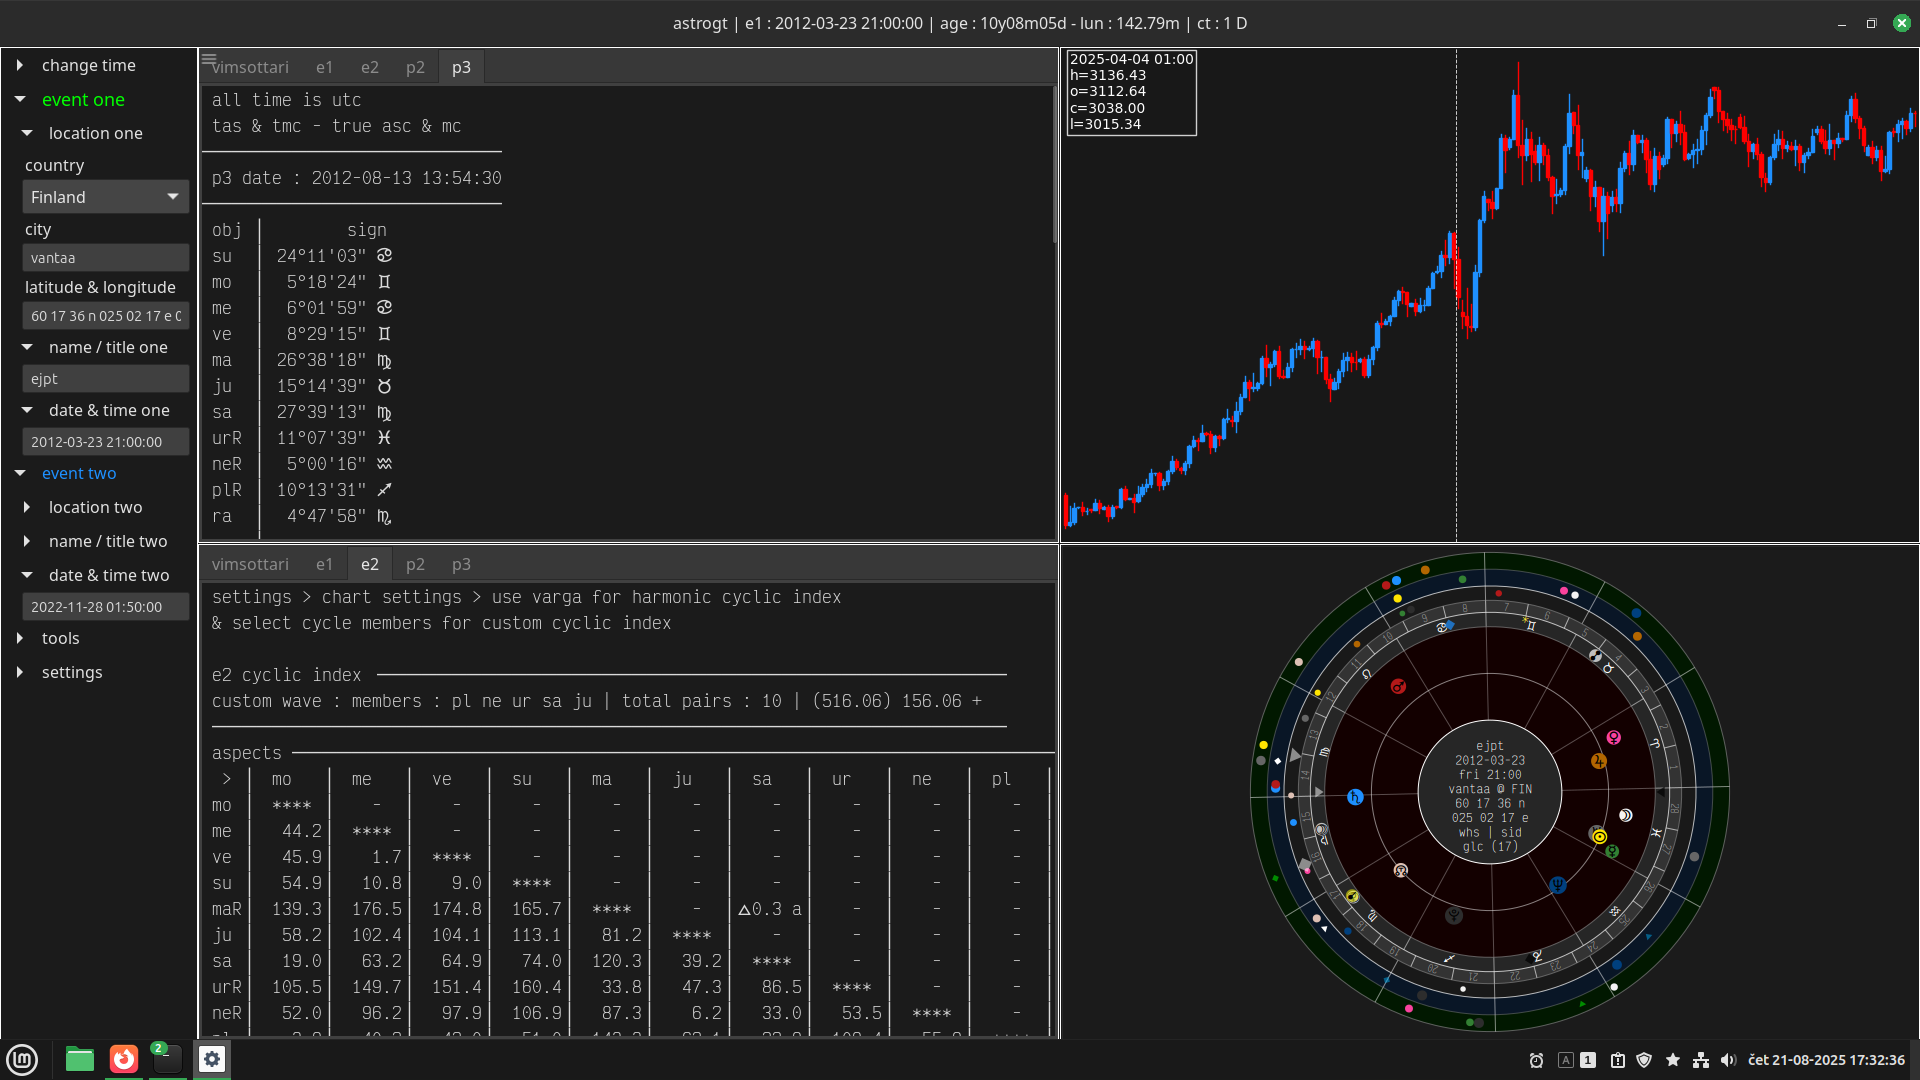 astrogt | e1 : 2012-03-23 21:00:00 | age : 10y08m05d - lun : 142.79m | ct : 1 D
change time
event one
location one
country
Finland
city
vantaa
latitude & longitude
60 17 36 n 025 02 17 e 0
name / title one
ejpt
date & time one
2012-03-23 21:00:00
event two
location two
name / title two
date & time two
2022-11-28 01:50:00
tools
settings
vimsottari e1 e2 p2 p3
all time is utc
tas & tmc - true asc & mc
p3 date : 2012-08-13 13:54:30
obj sign
su 24°11'03" ♋
mo 5°18'24" ♊
me 6°01'59" ♋
ve 8°29'15" ♊
ma 26°38'18" ♍
ju 15°14'39" ♉
sa 27°39'13" ♍
urR 11°07'39" ♓
neR 5°00'16" ♒
plR 10°13'31" ♐
ra 4°47'58" ♏
vimsottari e1 e2 p2 p3
settings > chart settings > use varga for harmonic cyclic index
& select cycle members for custom cyclic index
e2 cyclic index
custom wave : members : pl ne ur sa ju | total pairs : 10 | (516.06) 156.06 +
aspects
> | mo | me | ve | su | ma | ju | sa | ur | ne | pl |
mo | **** | - | - | - | - | - | - | - | - | -
me | 44.2 | **** | - | - | - | - | - | - | - | -
ve | 45.9 | 1.7 | **** | - | - | - | - | - | - | -
su | 54.9 | 10.8 | 9.0 | **** | - | - | - | - | - | -
maR | 139.3 | 176.5 | 174.8 | 165.7 | **** | - | △0.3 a | - | - | -
ju | 58.2 | 102.4 | 104.1 | 113.1 | 81.2 | **** | - | - | - | -
sa | 19.0 | 63.2 | 64.9 | 74.0 | 120.3 | 39.2 | **** | - | - | -
urR | 105.5 | 149.7 | 151.4 | 160.4 | 33.8 | 47.3 | 86.5 | **** | - | -
neR | 52.0 | 96.2 | 97.9 | 106.9 | 87.3 | 6.2 | 33.0 | 53.5 | **** | -
2025-04-04 01:00
h=3136.43
o=3112.64
c=3038.00
l=3015.34
ejpt
2012-03-23
fri 21:00
vantaa @ FIN
60 17 36 n
025 02 17 e
whs | sid
glc (17)
2
A 1
čet 21-08-2025 17:32:36